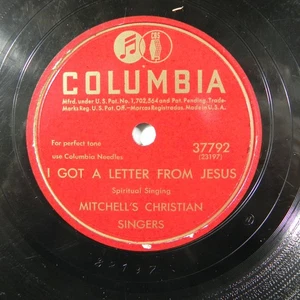 COLUMBIA
Mfrd. under U.S. Pat. No. 1,702,564 and Pat. Pending. Trade-
Marks Reg. U.S. Pat. Off.—Marcas Registradas. Made in U.S.A.
For perfect tone
use Columbia Needles
37792
(33197)
I GOT A LETTER FROM JESUS
Spiritual Singing
MITCHELL'S CHRISTIAN
SINGERS